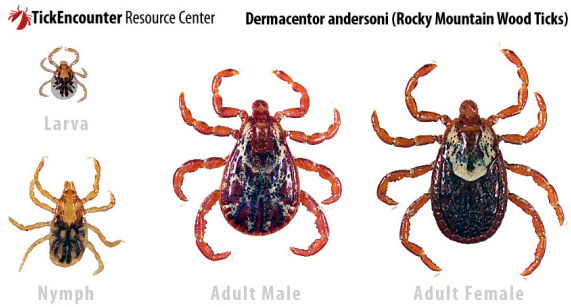 TickEncounter Resource Center
Dermacentor andersoni (Rocky Mountain Wood Ticks)
Larva
Nymph
Adult Male
Adult Female